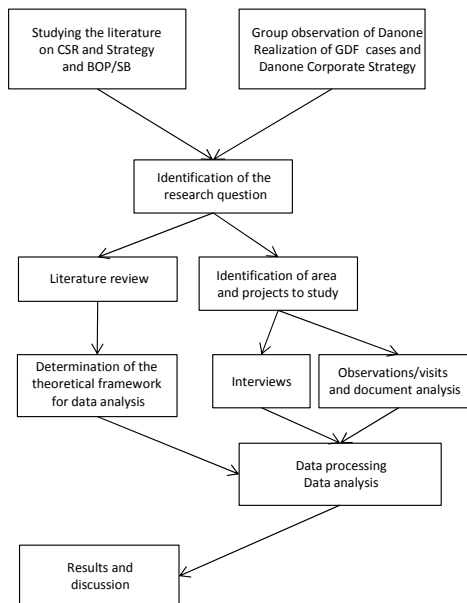 Studying the literature
on CSR and Strategy
and BOP/SB
Group observation of Danone
Realization of GDF cases and
Danone Corporate Strategy
Identification of the
research question
Literature review
Identification of area
and projects to study
Determination of the
theoretical framework
for data analysis
Interviews
Observations/visits
and document analysis
Data processing
Data analysis
Results and
discussion